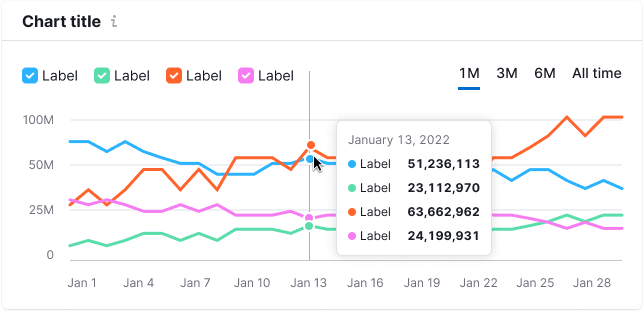 Chart title i
Label Label Label Label 1M 3M 6M All time
100M
50M
25M
0
January 13, 2022
Label 51,236,113
Label 23,112,970
Label 63,662,962
Label 24,199,931
Jan 1 Jan 4 Jan 7 Jan 10 Jan 13 Jan 16 Jan 19 Jan 22 Jan 25 Jan 28